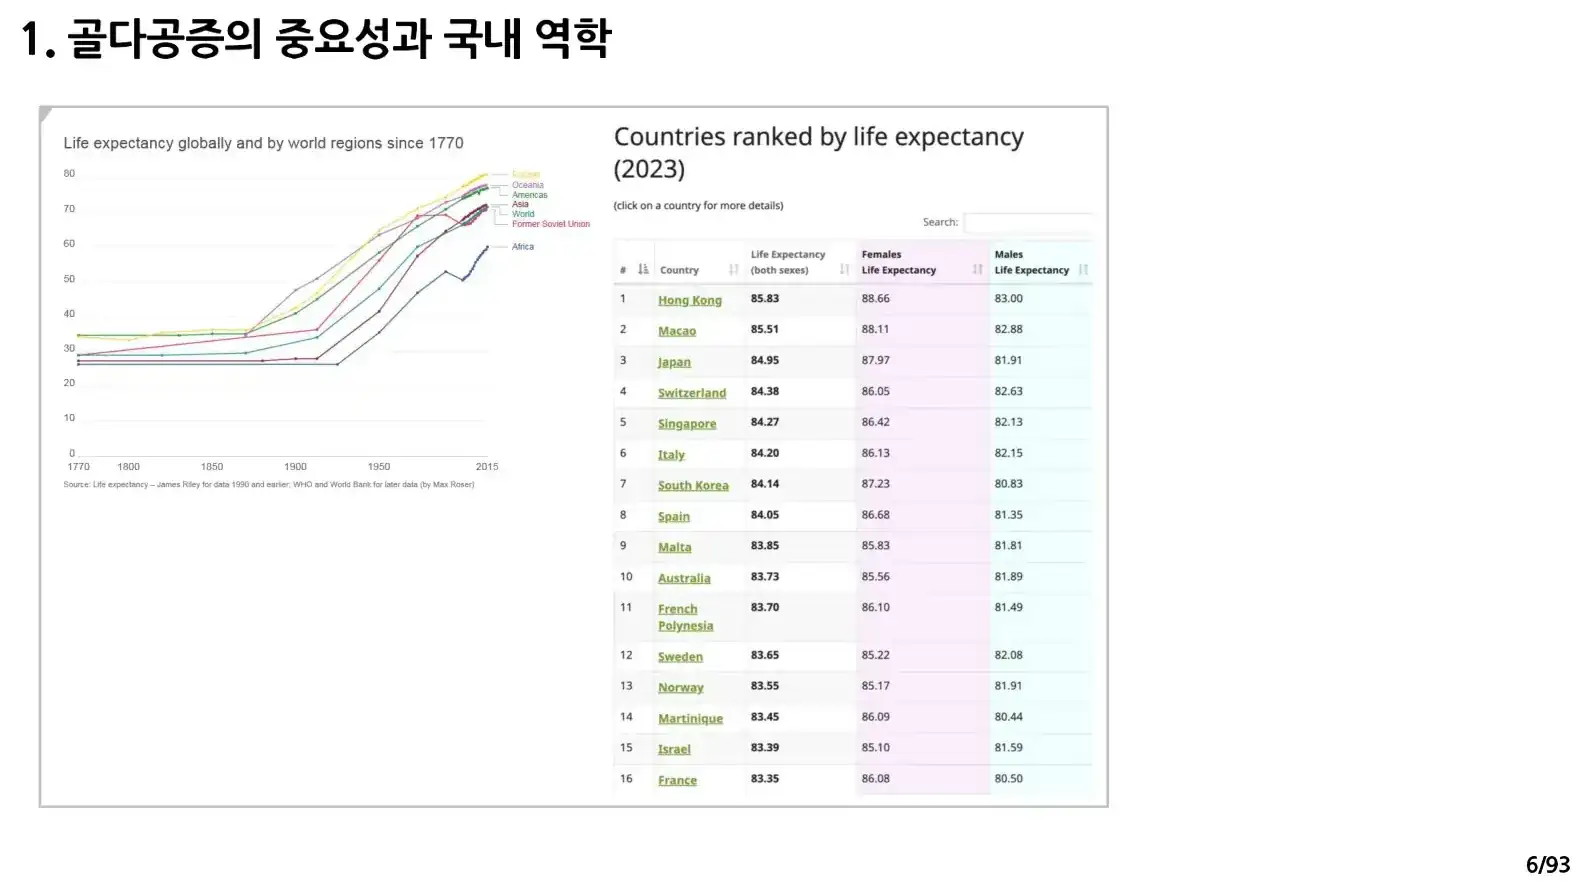 1. 골다공증의 중요성과 국내 역학
Life expectancy globally and by world regions since 1770
80
70
60
50
40
30
20
10
0
1770 1800 1850 1900 1950 2015
Europe
Oceania
Americas
Asia
World
Former Soviet Union
Africa
Source: Life expectancy – James Riley for data 1990 and earlier; WHO and World Bank for later data (by Max Roser)
Countries ranked by life expectancy
(2023)
(click on a country for more details)
Search:
# Country Life Expectancy (both sexes) Females Life Expectancy Males Life Expectancy
1 Hong Kong 85.83 88.66 83.00
2 Macao 85.51 88.11 82.88
3 Japan 84.95 87.97 81.91
4 Switzerland 84.38 86.05 82.63
5 Singapore 84.27 86.42 82.13
6 Italy 84.20 86.13 82.15
7 South Korea 84.14 87.23 80.83
8 Spain 84.05 86.68 81.35
9 Malta 83.85 85.83 81.81
10 Australia 83.73 85.56 81.89
11 French Polynesia 83.70 86.10 81.49
12 Sweden 83.65 85.22 82.08
13 Norway 83.55 85.17 81.91
14 Martinique 83.45 86.09 80.44
15 Israel 83.39 85.10 81.59
16 France 83.35 86.08 80.50
6/93